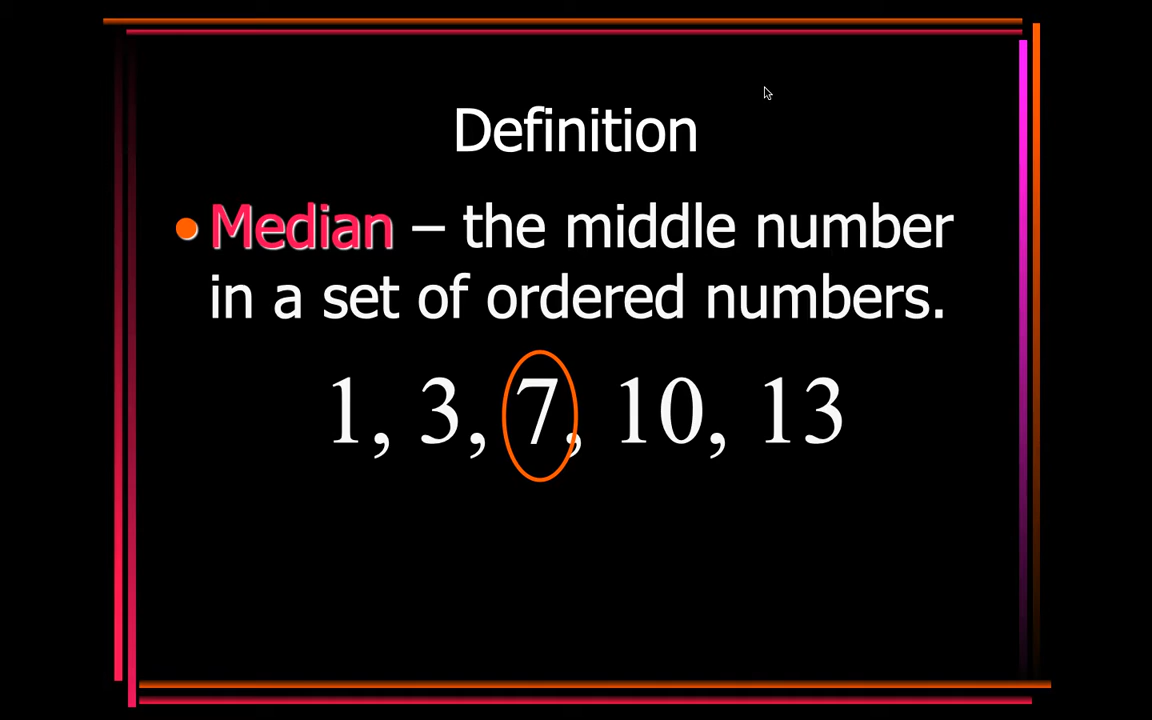 Definition
Median – the middle number
in a set of ordered numbers.
1, 3, 7, 10, 13